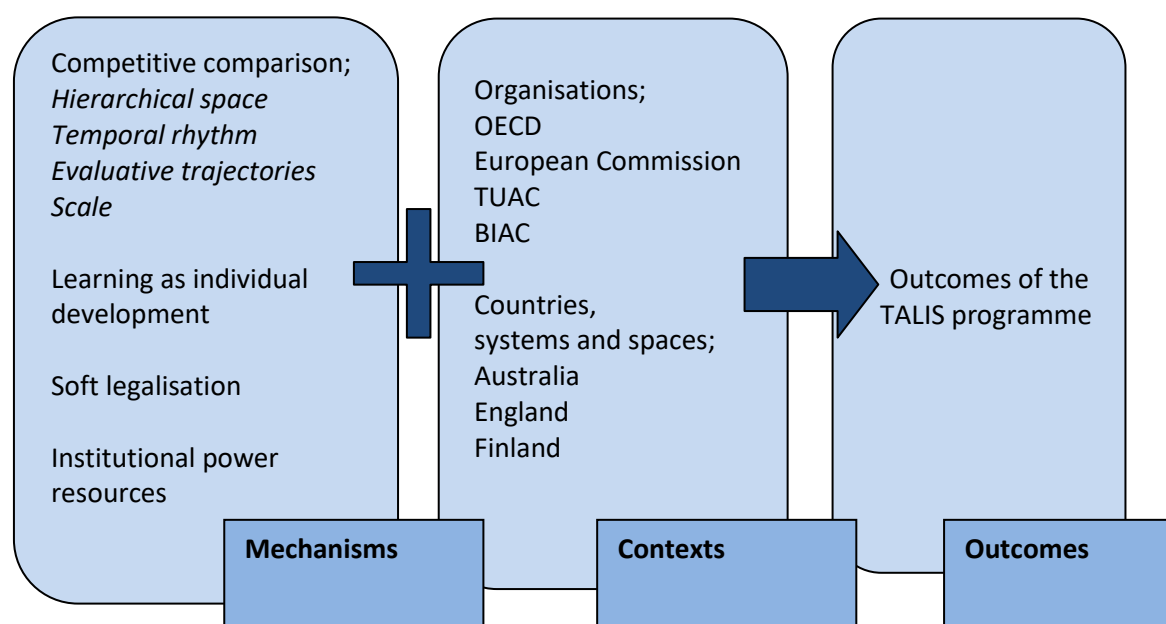 Competitive comparison;
Hierarchical space
Temporal rhythm
Evaluative trajectories
Scale
Learning as individual
development
Soft legalisation
Institutional power
resources
Mechanisms
Organisations;
OECD
European Commission
TUAC
BIAC
Countries,
systems and spaces;
Australia
England
Finland
Contexts
Outcomes of the
TALIS programme
Outcomes